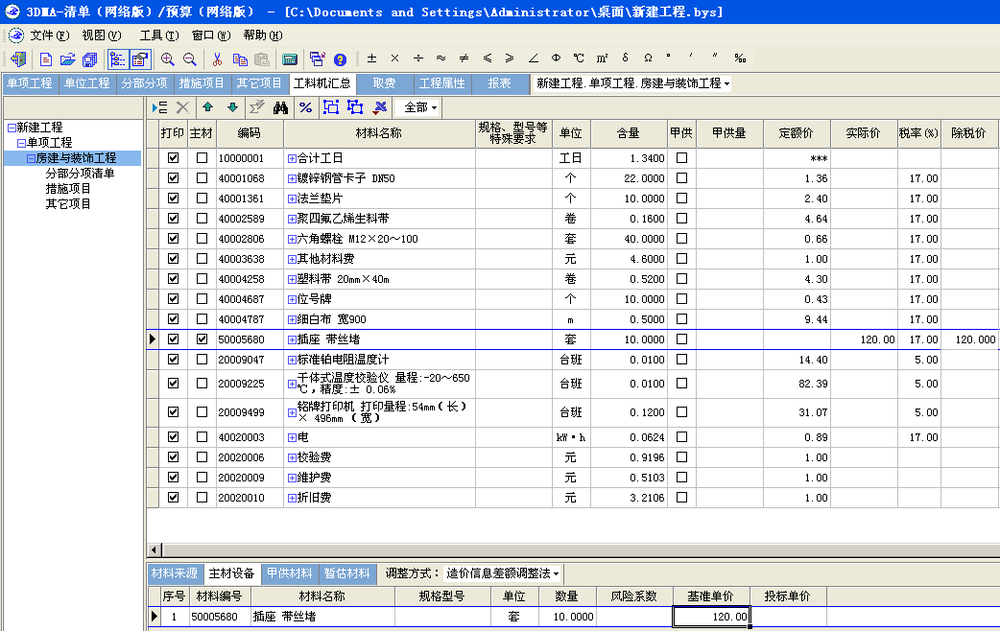 3DMA-清单（网络版）/预算（网络版） - [C:\Documents and Settings\Administrator\桌面\新建工程.bys]
文件(F) 视图(V) 工具(T) 窗口(W) 帮助(H)
± × ÷ ≈ ≠ ≤ ≥ ∠ Φ ℃ m² δ Ω ° ′ ″ ‰
单项工程 单位工程 分部分项 措施项目 其它项目 工料机汇总 取费 工程属性 报表 新建工程.单项工程.房建与装饰工程
% 全部
新建工程
单项工程
房建与装饰工程
分部分项清单
措施项目
其它项目
打印 主材 编码 材料名称 规格、型号等特殊要求 单位 含量 甲供 甲供量 定额价 实际价 税率(%) 除税价
10000001 合计工日 工日 1.3400 ***
40001068 镀锌钢管卡子 DN50 个 22.0000 1.36 17.00
40001361 法兰垫片 个 10.0000 2.40 17.00
40002589 聚四氟乙烯生料带 卷 0.1600 4.64 17.00
40002806 六角螺栓 M12×20～100 套 40.0000 0.66 17.00
40003638 其他材料费 元 4.6000 1.00 17.00
40004258 塑料带 20mm×40m 卷 0.5200 4.30 17.00
40004687 位号牌 个 10.0000 0.43 17.00
40004787 细白布 宽900 m 0.5000 9.44 17.00
50005680 插座 带丝堵 套 10.0000 120.00 17.00 120.000
20009047 标准铂电阻温度计 台班 0.0100 14.40 5.00
20009225 干体式温度校验仪 量程:-20～650℃，精度:± 0.06% 台班 0.0100 82.39 5.00
20009499 铭牌打印机 打印量程:54mm（长）× 496mm （宽） 台班 0.1200 31.07 5.00
40020003 电 kW·h 0.0624 0.89 17.00
20020006 校验费 元 0.9196 1.00
20020009 维护费 元 0.5103 1.00
20020010 折旧费 元 3.2106 1.00
材料来源 主材设备 甲供材料 暂估材料 调整方式： 造价信息差额调整法
序号 材料编号 材料名称 规格型号 单位 数量 风险系数 基准单价 投标单价
1 50005680 插座 带丝堵 套 10.0000 120.00